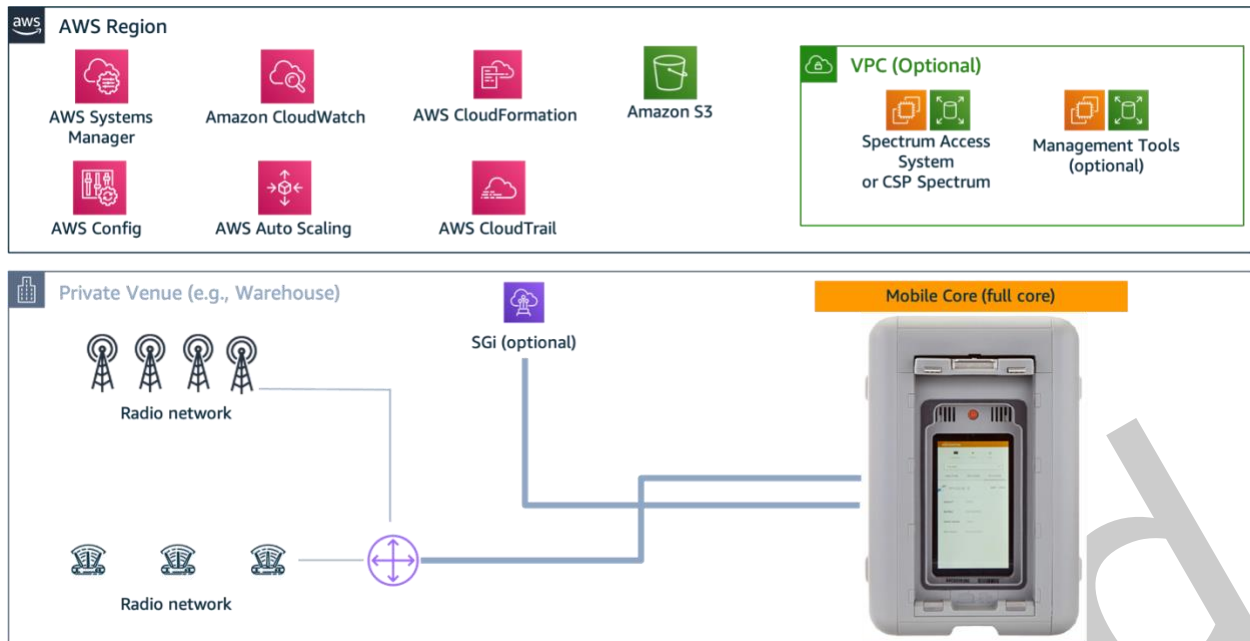 aws
AWS Region
AWS Systems
Manager
Amazon CloudWatch
AWS CloudFormation
Amazon S3
AWS Config
AWS Auto Scaling
AWS CloudTrail
VPC (Optional)
Spectrum Access
System
or CSP Spectrum
Management Tools
(optional)
Private Venue (e.g., Warehouse)
Radio network
SGi (optional)
Mobile Core (full core)
Radio network
d